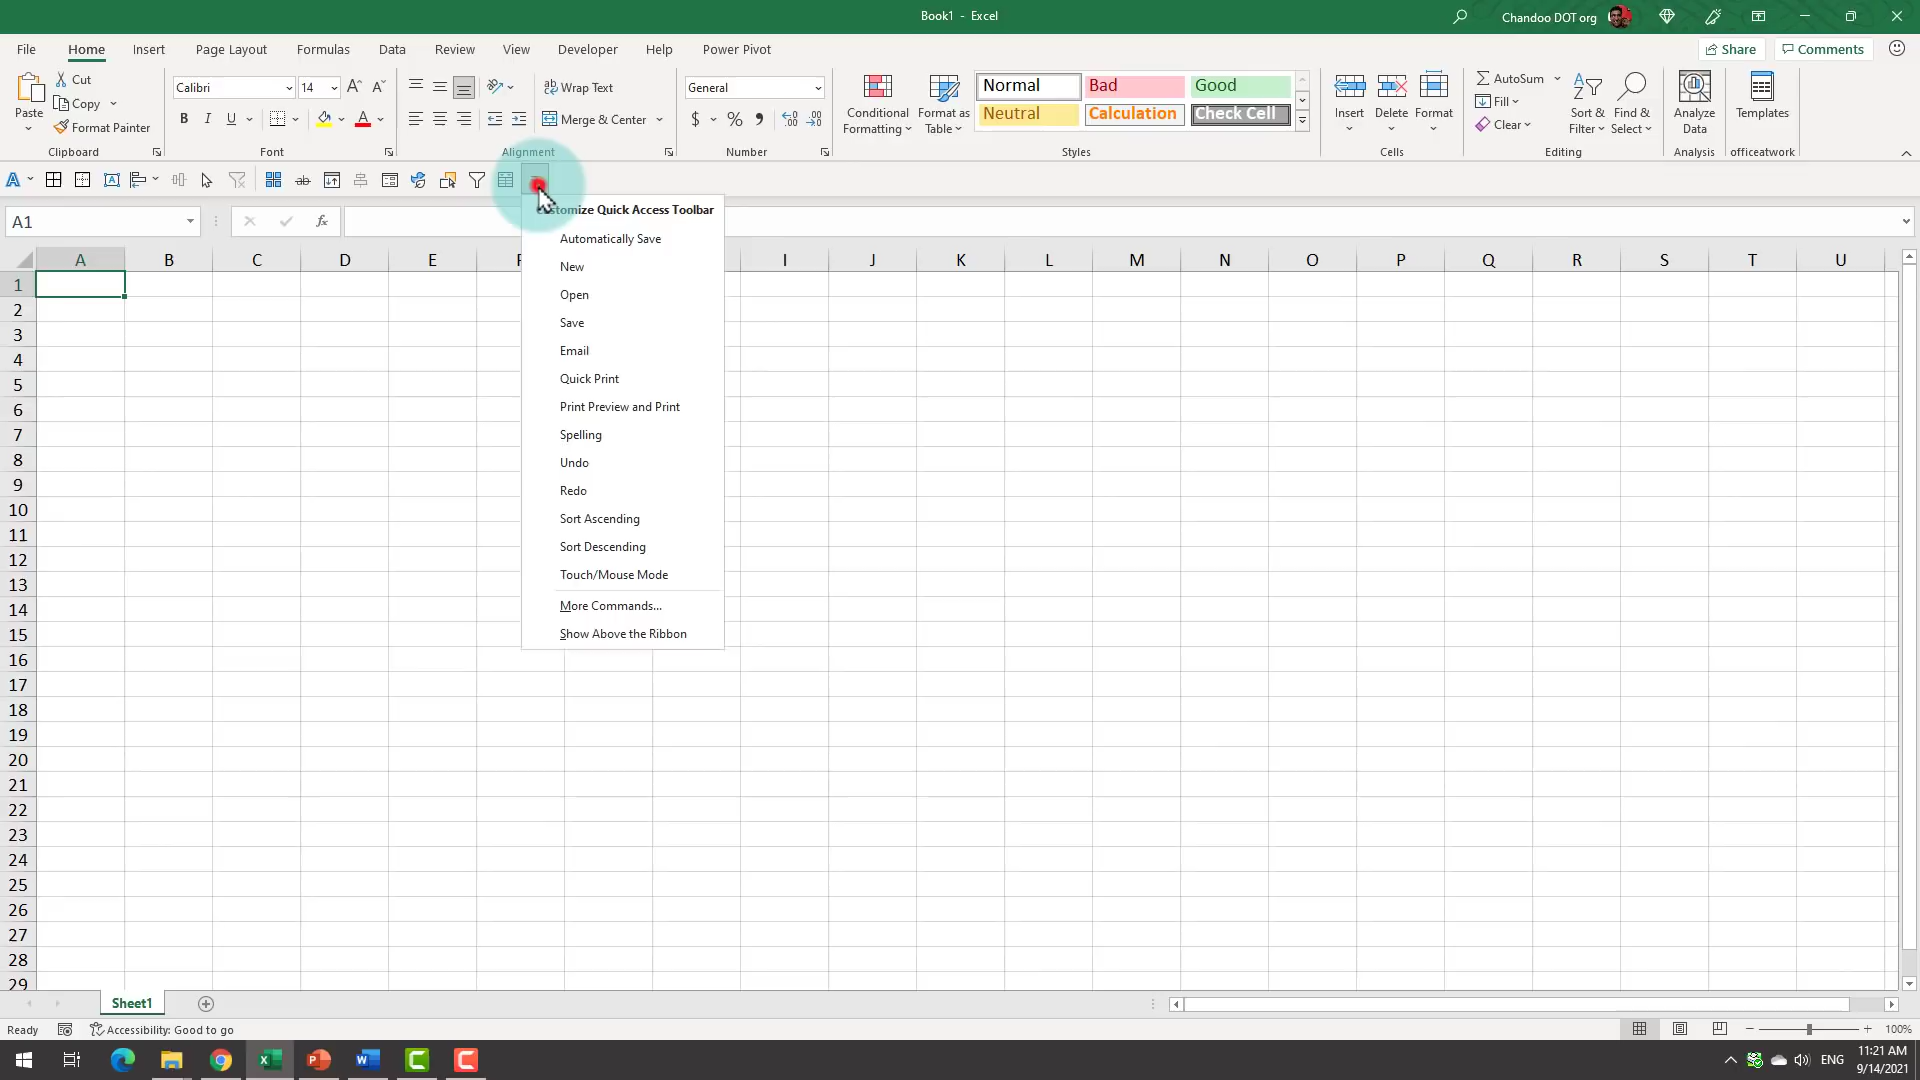 Book1 - Excel
Chandoo DOT org
File Home Insert Page Layout Formulas Data Review View Developer Help Power Pivot
Share Comments
Paste
Cut
Copy
Format Painter
Clipboard
Calibri 14
B I U
Font
Wrap Text
Merge & Center
Alignment
General
$ %
Number
Conditional
Formatting
Format as
Table
Normal Bad Good
Neutral Calculation Check Cell
Styles
Insert Delete Format
Cells
AutoSum
Fill
Clear
Sort &
Filter
Find &
Select
Editing
Analyze
Data
Analysis
Templates
officeatwork
A1
fx
Quick Access Toolbar
Automatically Save
New
Open
Save
Email
Quick Print
Print Preview and Print
Spelling
Undo
Redo
Sort Ascending
Sort Descending
Touch/Mouse Mode
More Commands...
Show Above the Ribbon
A B C D E I J K L M N O P Q R S T U
1
2
3
4
5
6
7
8
9
10
11
12
13
14
15
16
17
18
19
20
21
22
23
24
25
26
27
28
29
Sheet1
Ready
Accessibility: Good to go
100%
ENG
11:21 AM
9/14/2021